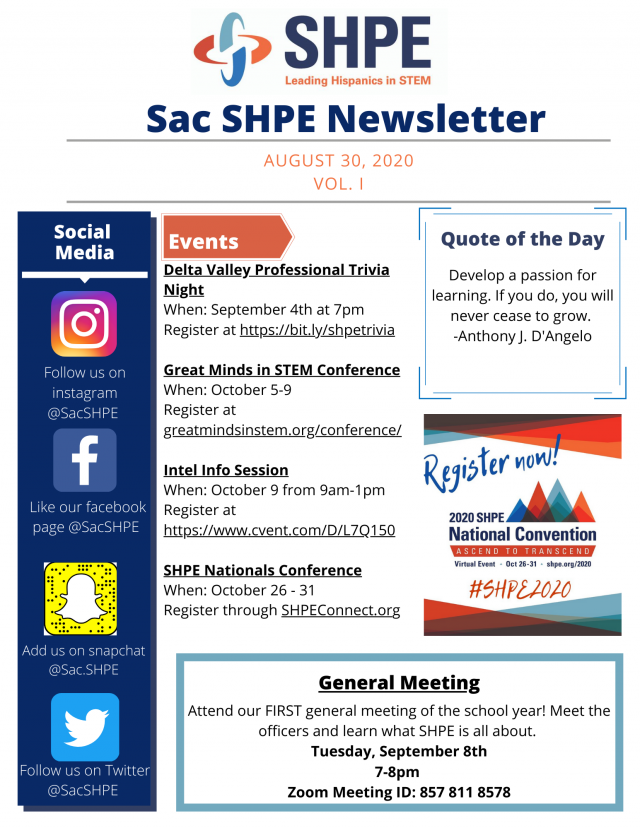 SHPE
Leading Hispanics in STEM
Sac SHPE Newsletter
AUGUST 30, 2020
VOL. I
Social
Media
Follow us on
instagram
@SacSHPE
Like our facebook
page @SacSHPE
Add us on snapchat
@Sac.SHPE
Follow us on Twitter
@SacSHPE
Events
Delta Valley Professional Trivia
Night
When: September 4th at 7pm
Register at https://bit.ly/shpetrivia
Great Minds in STEM Conference
When: October 5-9
Register at
greatmindsinstem.org/conference/
Intel Info Session
When: October 9 from 9am-1pm
Register at
https://www.cvent.com/D/L7Q150
SHPE Nationals Conference
When: October 26 - 31
Register through SHPEConnect.org
Quote of the Day
Develop a passion for
learning. If you do, you will
never cease to grow.
-Anthony J. D'Angelo
Register now!
2020 SHPE
National Convention
ASCEND TO TRANSCEND
Virtual Event · Oct 26-31 · shpe.org/2020
#SHPE2020
General Meeting
Attend our FIRST general meeting of the school year! Meet the
officers and learn what SHPE is all about.
Tuesday, September 8th
7-8pm
Zoom Meeting ID: 857 811 8578